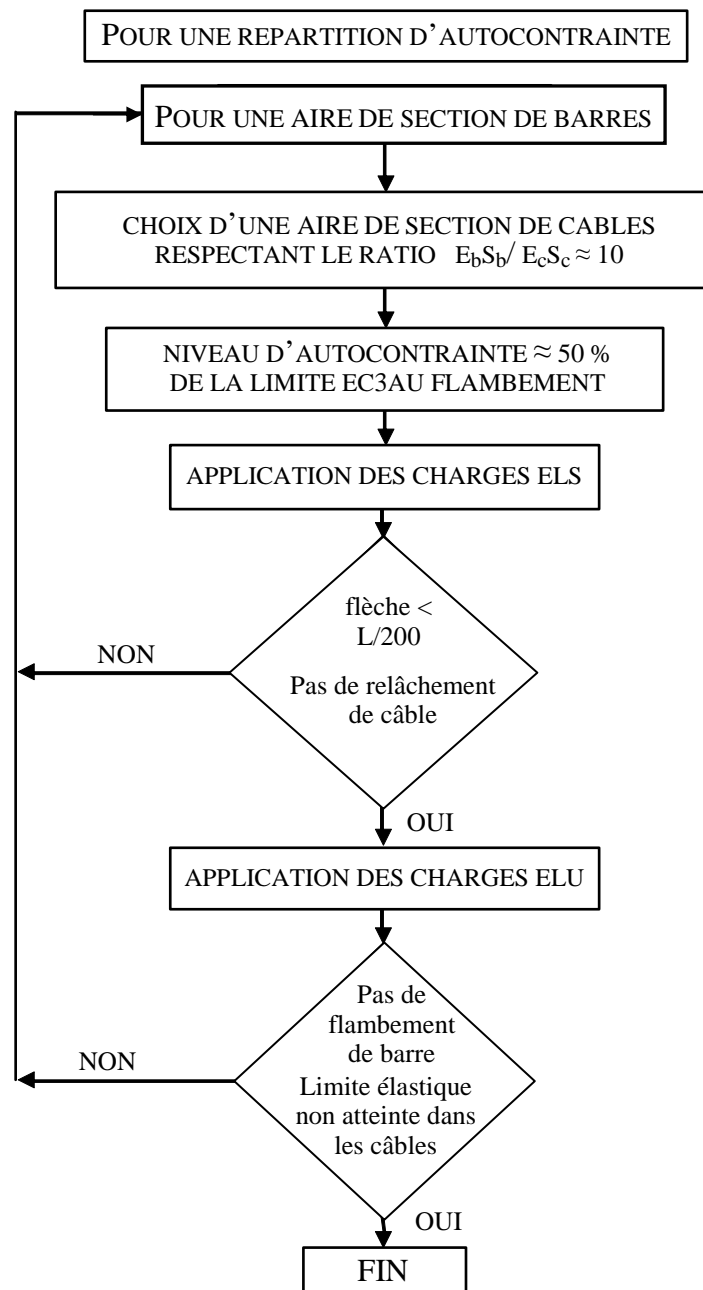 POUR UNE REPARTITION D'AUTOCONTRAINTE
POUR UNE AIRE DE SECTION DE BARRES
CHOIX D'UNE AIRE DE SECTION DE CABLES
RESPECTANT LE RATIO EbSb/ EcSc ≈ 10
NIVEAU D'AUTOCONTRAINTE ≈ 50 %
DE LA LIMITE EC3AU FLAMBEMENT
APPLICATION DES CHARGES ELS
flèche <
L/200
NON
Pas de relâchement
de câble
OUI
APPLICATION DES CHARGES ELU
Pas de
flambement
de barre
NON
Limite élastique
non atteinte dans
les câbles
OUI
FIN